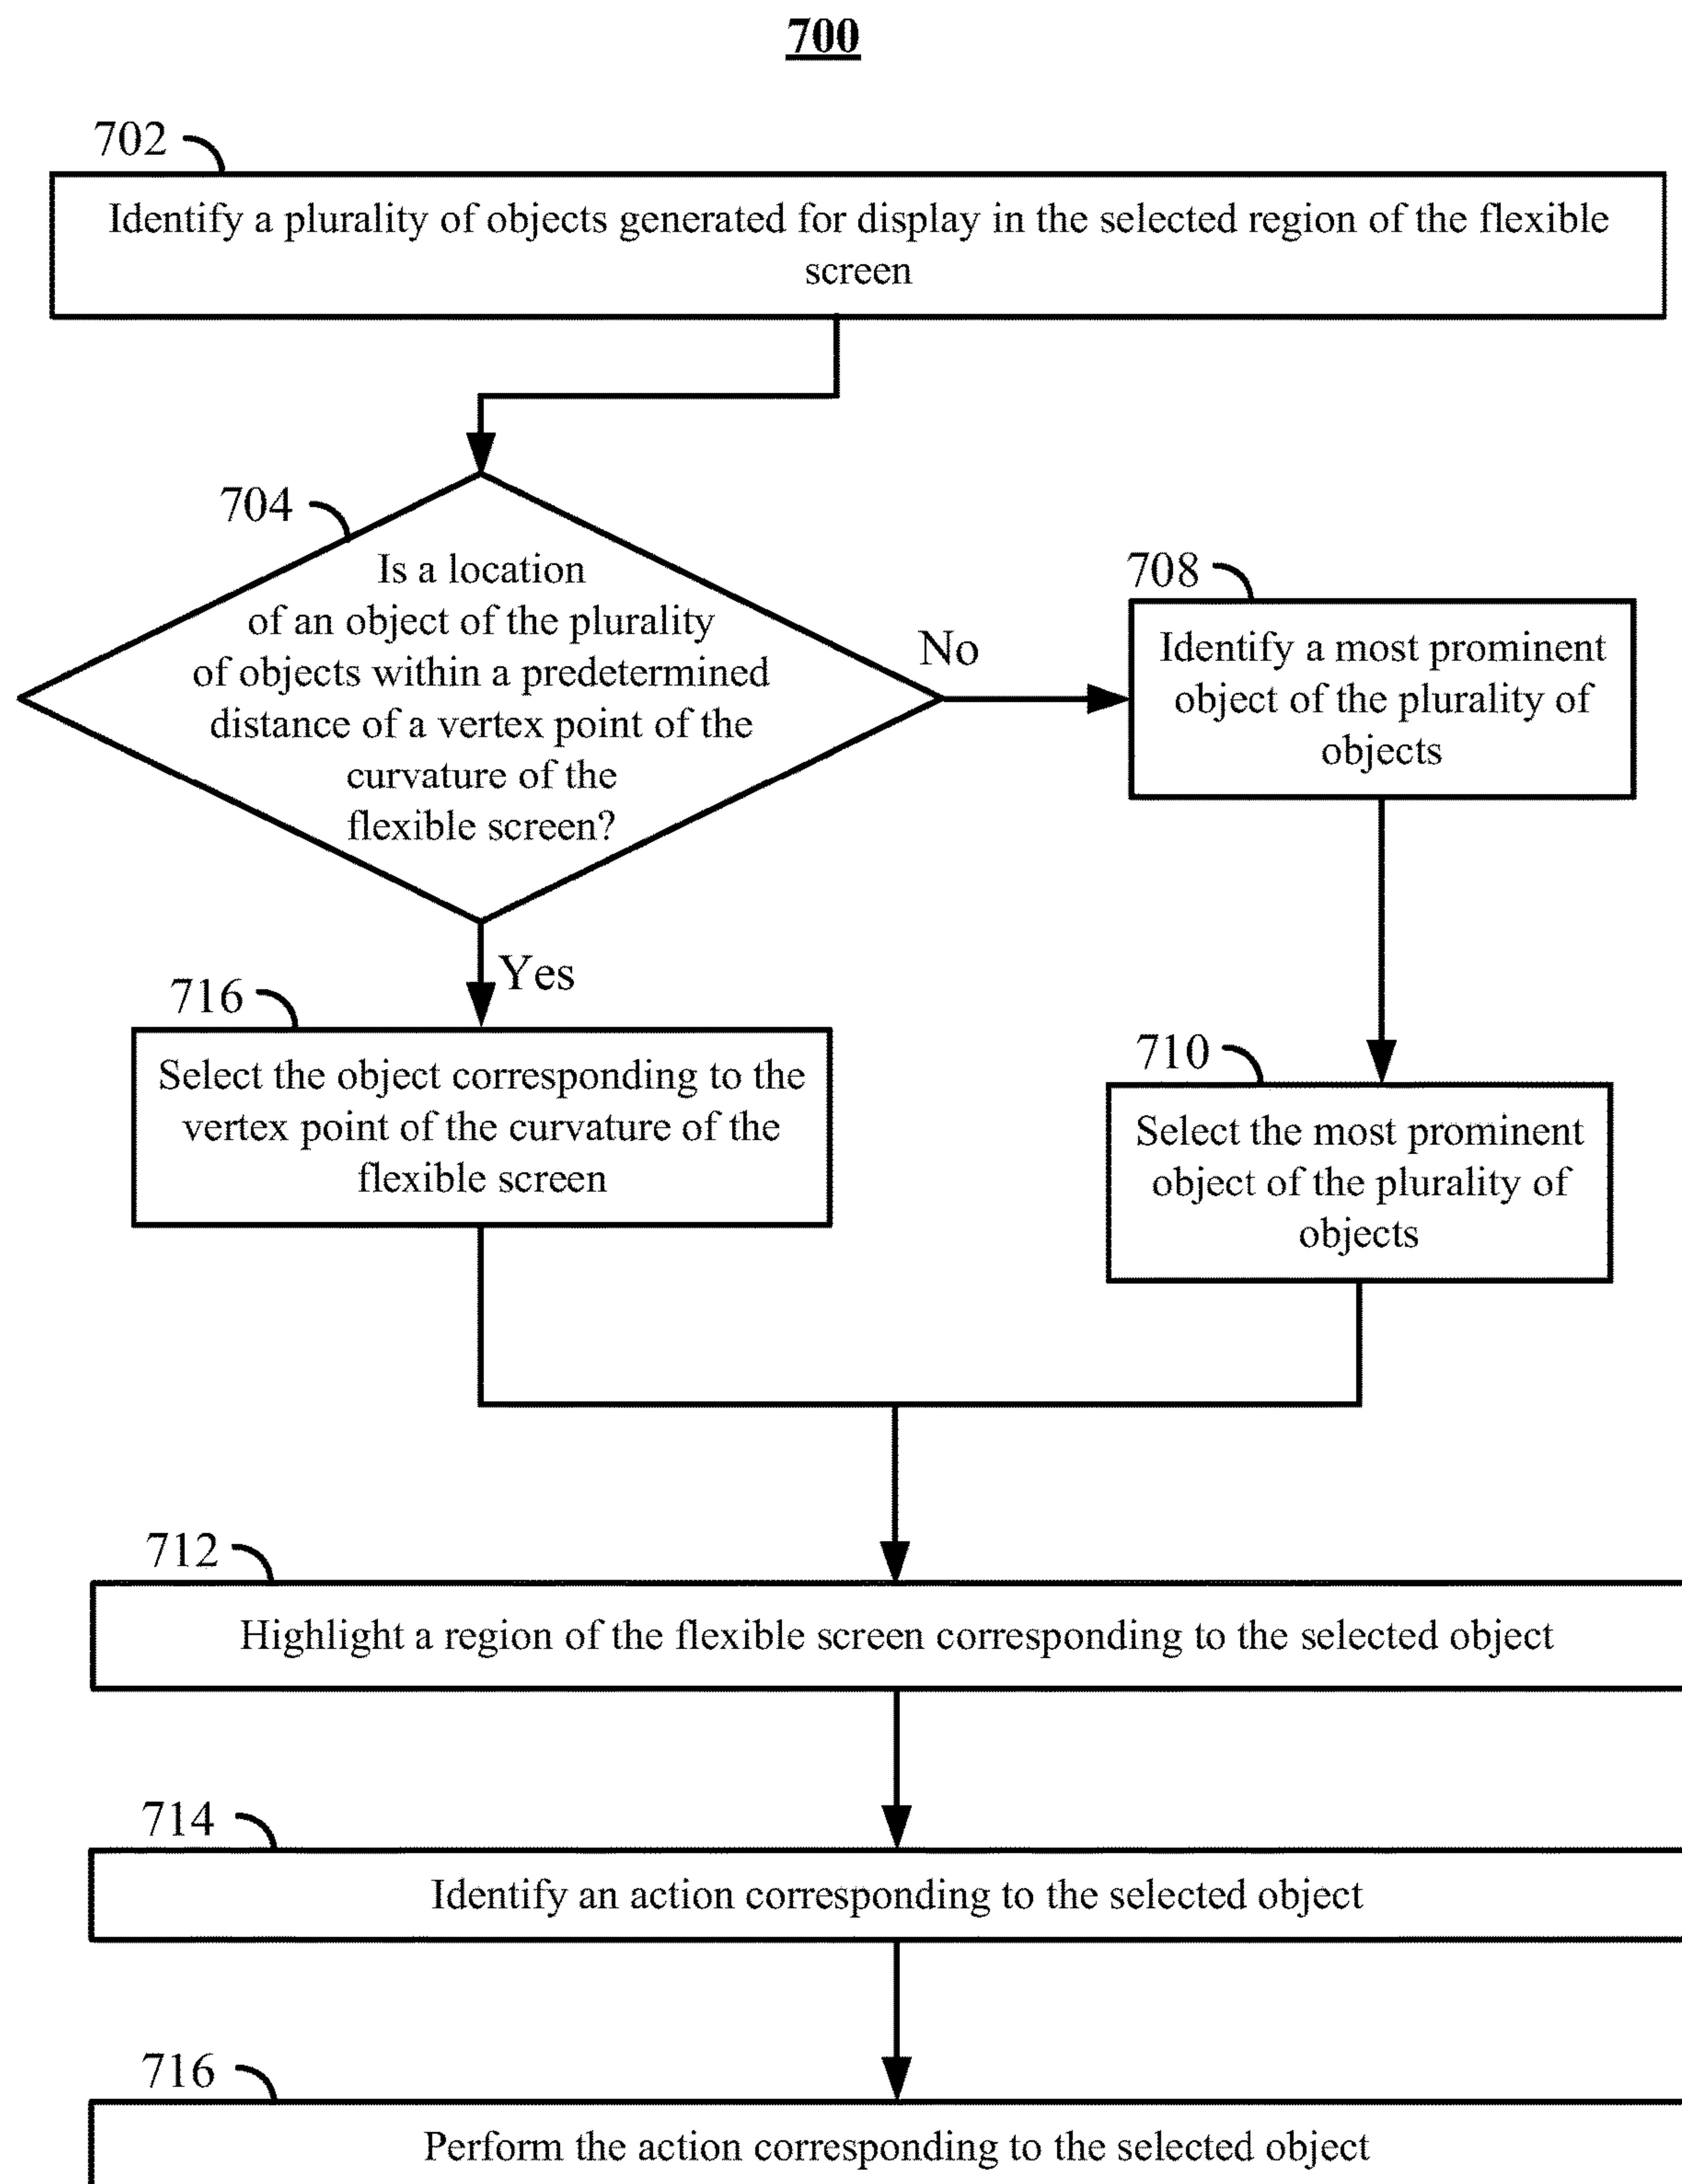 700
702
Identify a plurality of objects generated for display in the selected region of the flexible
screen
704
Is a location
of an object of the plurality
of objects within a predetermined
distance of a vertex point of the
curvature of the
flexible screen?
No
708
Identify a most prominent
object of the plurality of
objects
Yes
716
Select the object corresponding to the
vertex point of the curvature of the
flexible screen
710
Select the most prominent
object of the plurality of
objects
712
Highlight a region of the flexible screen corresponding to the selected object
714
Identify an action corresponding to the selected object
716
Perform the action corresponding to the selected object